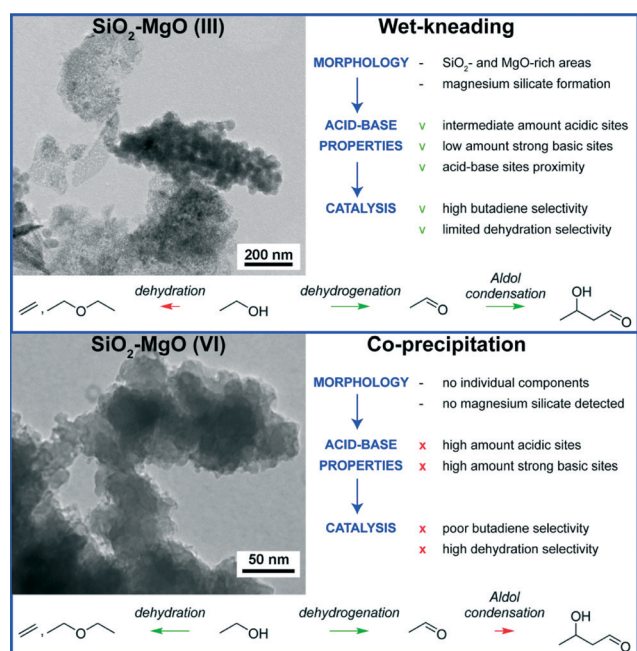 SiO₂-MgO (III)
Wet-kneading
MORPHOLOGY - SiO₂- and MgO-rich areas
- magnesium silicate formation
ACID-BASE v intermediate amount acidic sites
PROPERTIES v low amount strong basic sites
v acid-base sites proximity
CATALYSIS v high butadiene selectivity
v limited dehydration selectivity
200 nm
dehydration
dehydrogenation
Aldol
condensation
, O OH O OH O
SiO₂-MgO (VI)
Co-precipitation
MORPHOLOGY - no individual components
- no magnesium silicate detected
ACID-BASE x high amount acidic sites
PROPERTIES x high amount strong basic sites
CATALYSIS x poor butadiene selectivity
x high dehydration selectivity
50 nm
dehydration
dehydrogenation
Aldol
condensation
, O OH O OH O